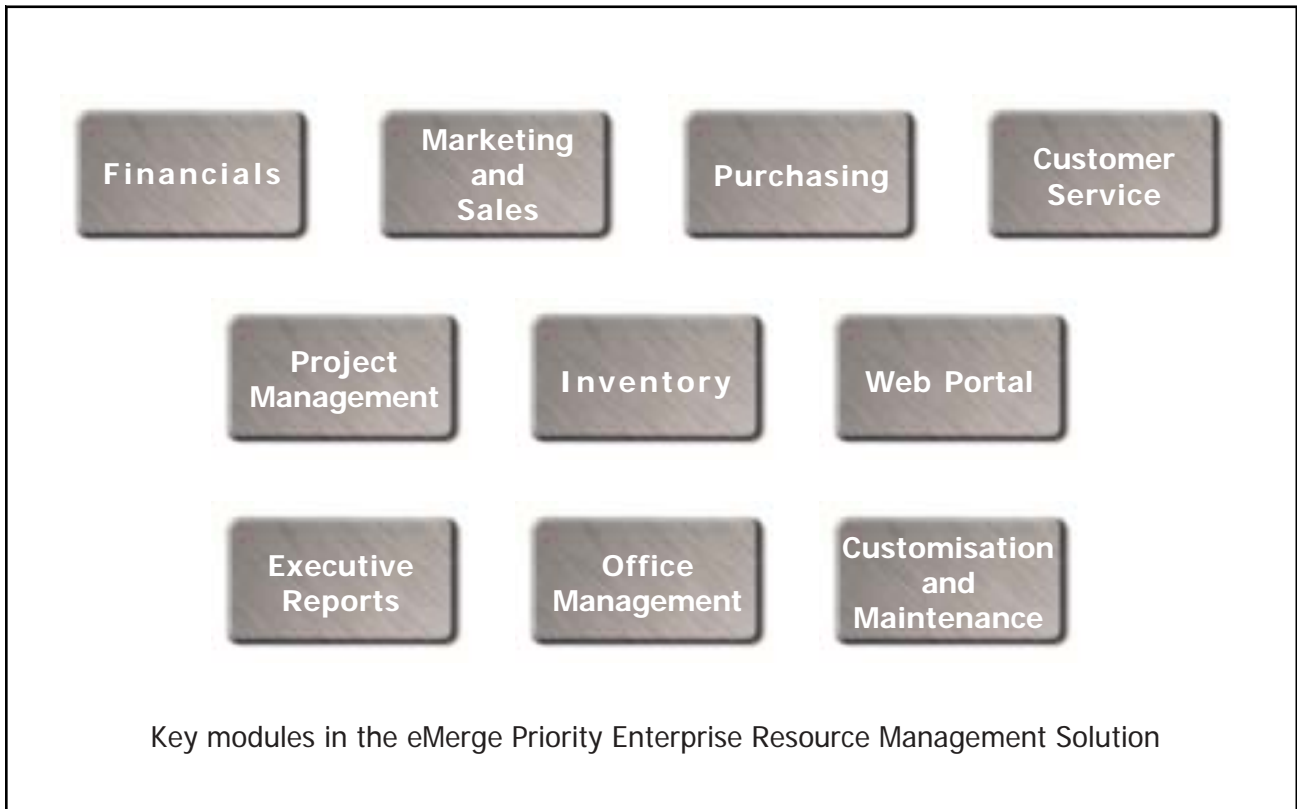 Financials
Marketing
and
Sales
Purchasing
Customer
Service
Project
Management
Inventory
Web Portal
Executive
Reports
Office
Management
Customisation
and
Maintenance
Key modules in the eMerge Priority Enterprise Resource Management Solution